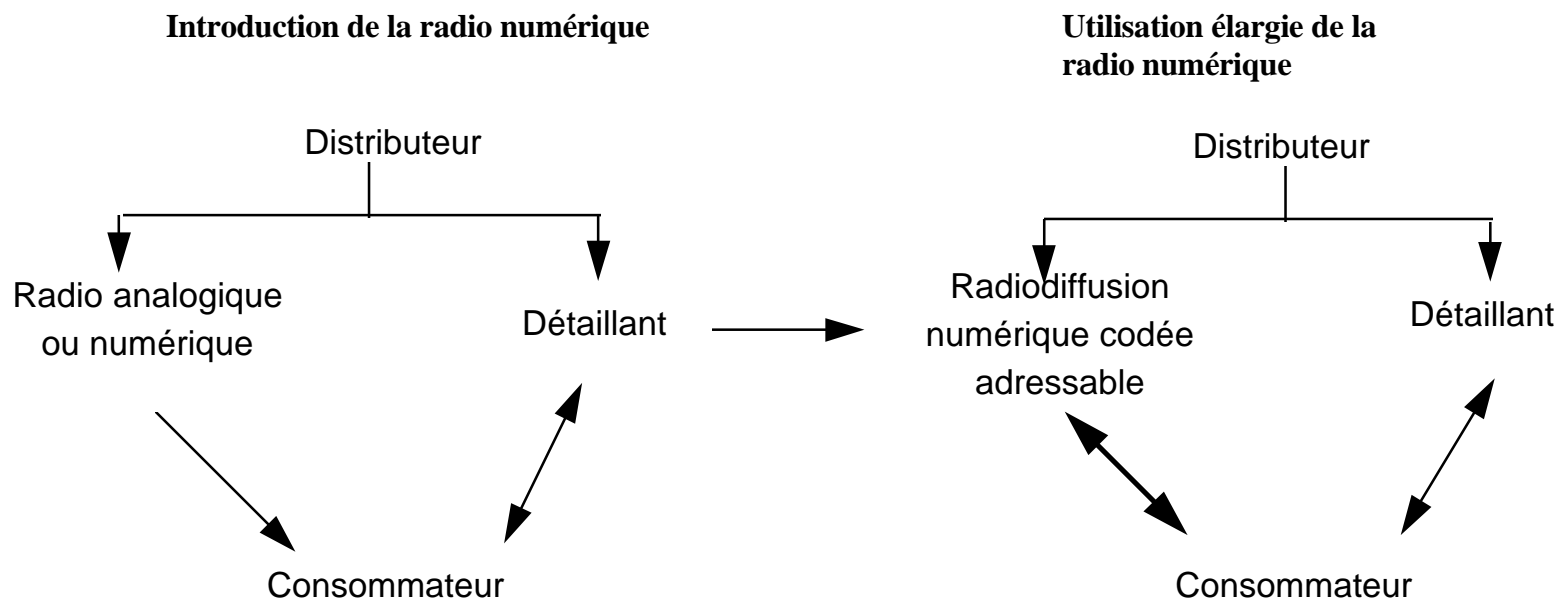 Introduction de la radio numérique
Distributeur
Radio analogique
ou numérique
Détaillant
Consommateur
Utilisation élargie de la
radio numérique
Distributeur
Radiodiffusion
numérique codée
adressable
Détaillant
Consommateur